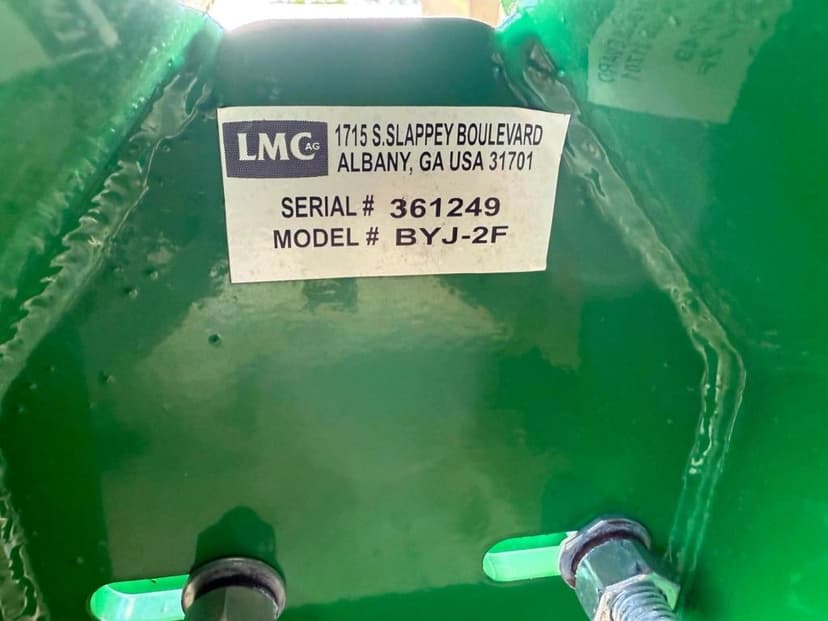 LMC AG
1715 S.SLAPPEY BOULEVARD
ALBANY, GA USA 31701
SERIAL # 361249
MODEL # BYJ-2F